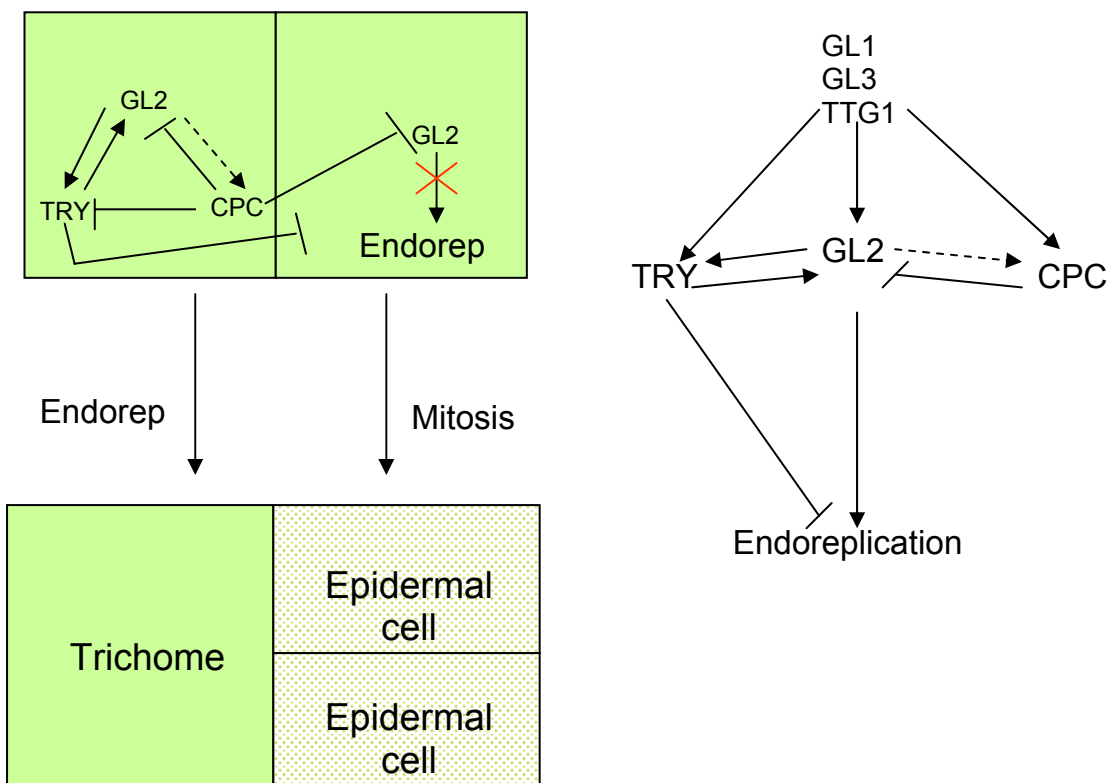 GL2
GL2
TRY
CPC
Endorep
Endorep
Mitosis
Trichome
Epidermal
cell
Epidermal
cell
GL1
GL3
TTG1
GL2
TRY
CPC
Endoreplication